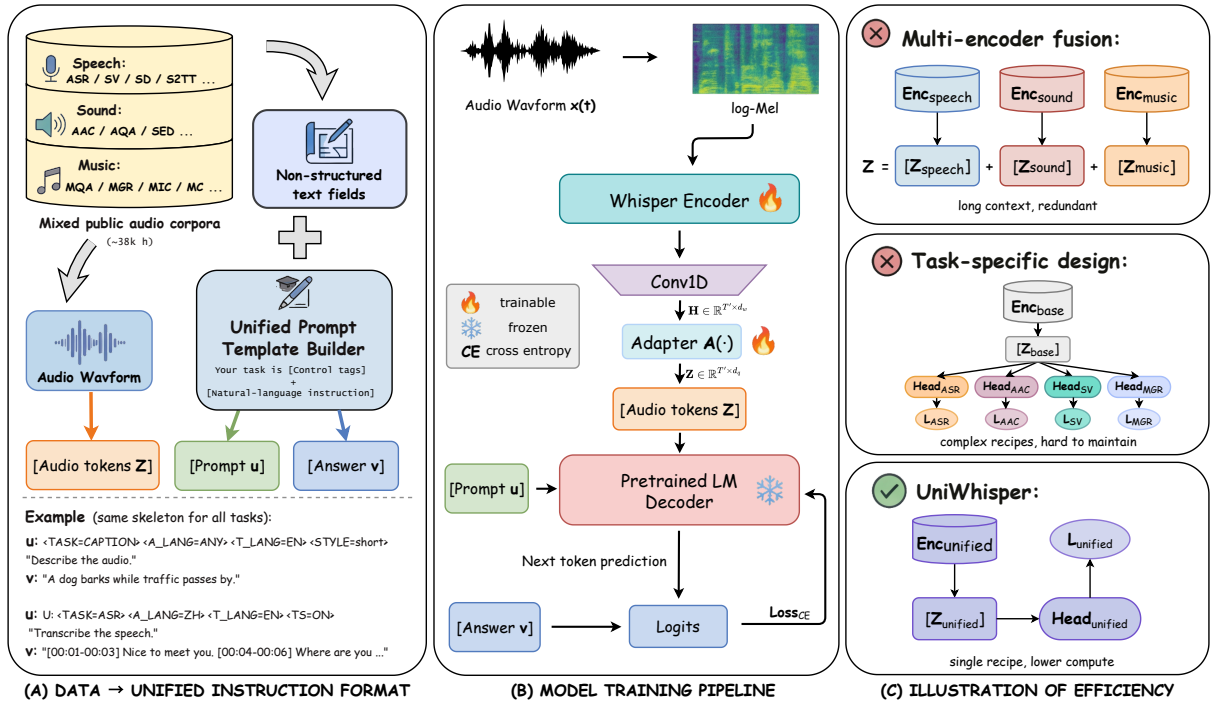 Speech:
ASR / SV / SD / S2TT ...
Sound:
AAC / AQA / SED ...
Music:
MQA / MGR / MIC / MC ...
Mixed public audio corpora
(~38k h)
Non-structured
text fields
Unified Prompt
Template Builder
Your task is [Control tags]
+
[Natural-language instruction]
Audio Wavform
[Audio tokens Z]
[Prompt u]
[Answer v]
Example (same skeleton for all tasks):
u: <TASK=CAPTION> <A_LANG=ANY> <T_LANG=EN> <STYLE=short>
"Describe the audio."
v: "A dog barks while traffic passes by."
u: U: <TASK=ASR> <A_LANG=ZH> <T_LANG=EN> <TS=ON>
"Transcribe the speech."
v: "[00:01-00:03] Nice to meet you. [00:04-00:06] Where are you ..."
(A) DATA → UNIFIED INSTRUCTION FORMAT
Audio Wavform x(t)
log-Mel
Whisper Encoder
Conv1D
H ∈ ℝ^{T'×d_w}
Adapter A(·)
Z ∈ ℝ^{T'×d_q}
[Audio tokens Z]
trainable
frozen
CE cross entropy
[Prompt u]
Pretrained LM
Decoder
Next token prediction
[Answer v]
Logits
Loss_CE
(B) MODEL TRAINING PIPELINE
Multi-encoder fusion:
Enc_speech
Enc_sound
Enc_music
Z = [Z_speech] + [Z_sound] + [Z_music]
long context, redundant
Task-specific design:
Enc_base
[Z_base]
Head_ASR
Head_AAC
Head_SV
Head_MGR
L_ASR
L_AAC
L_SV
L_MGR
complex recipes, hard to maintain
UniWhisper:
Enc_unified
L_unified
[Z_unified]
Head_unified
single recipe, lower compute
(C) ILLUSTRATION OF EFFICIENCY